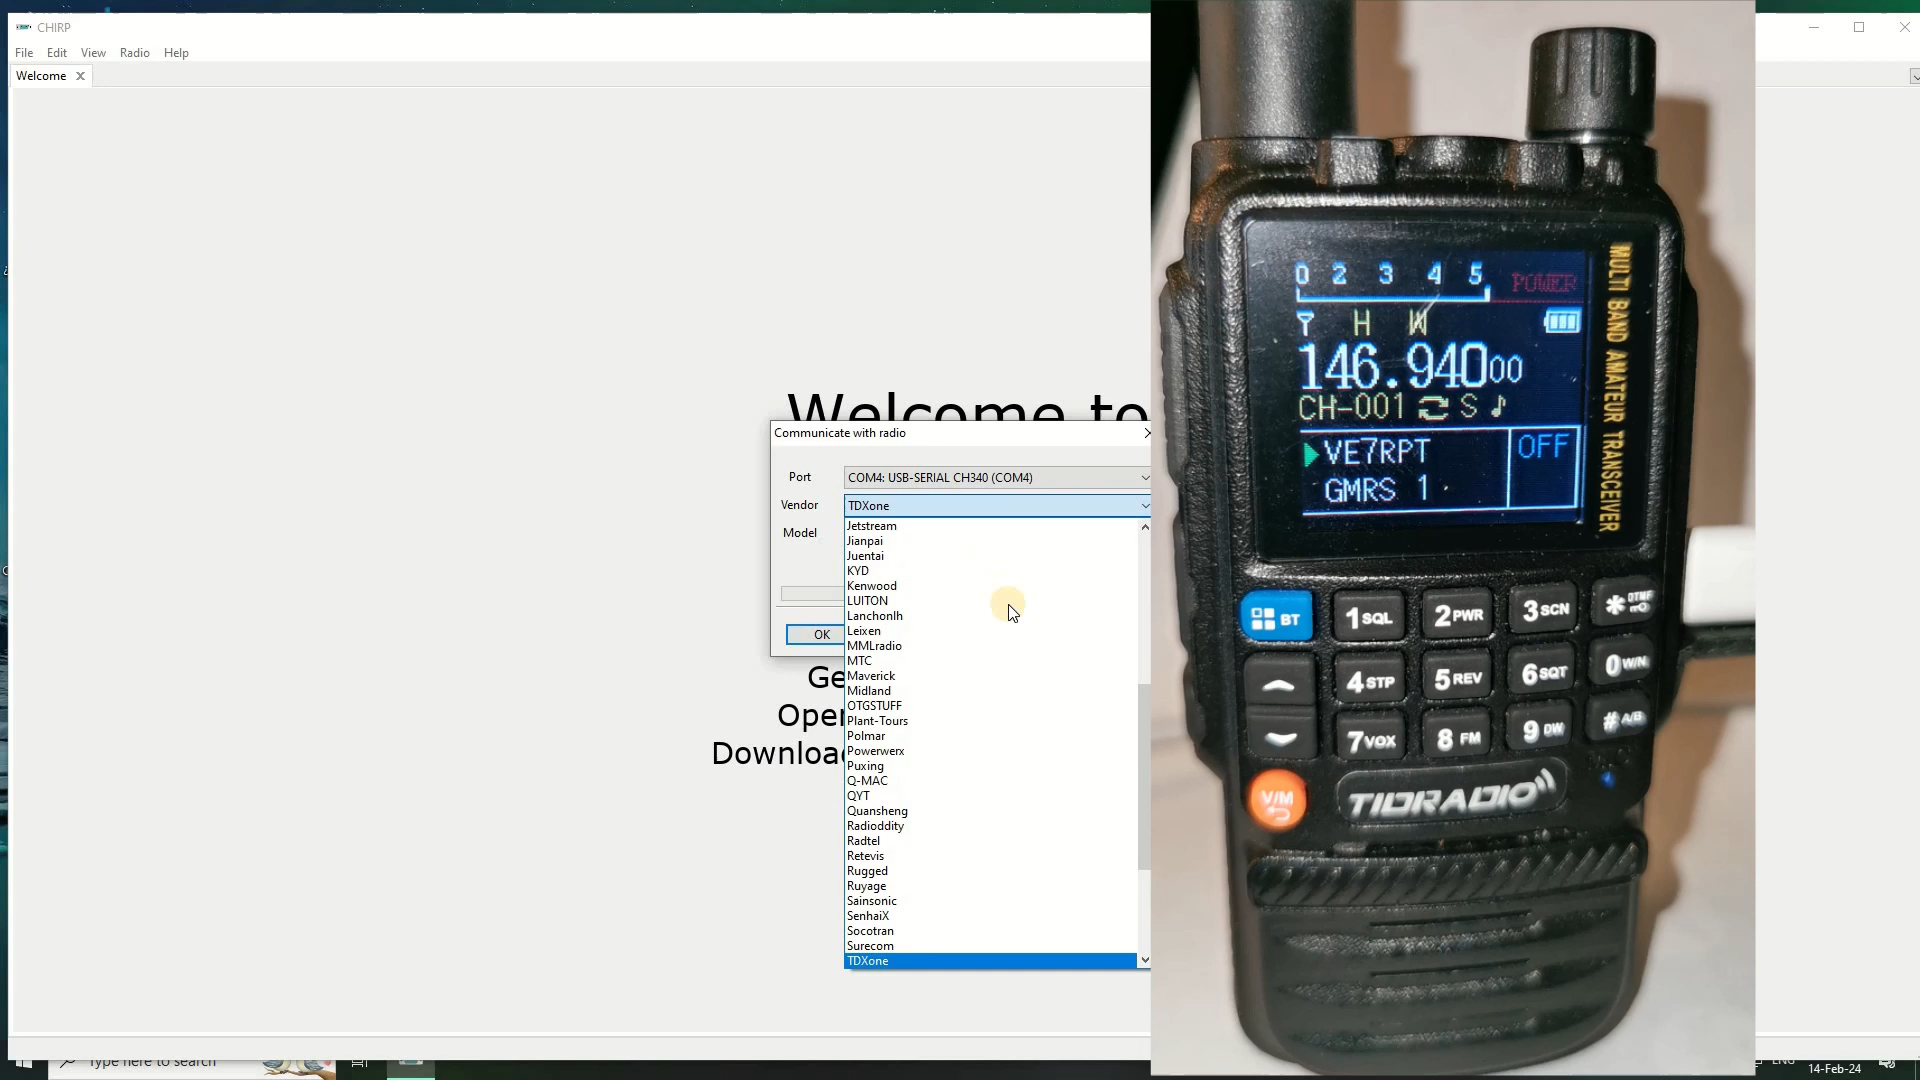 CHIRP
File Edit View Radio Help
Welcome
Welcome to
Communicate with radio
Port COM4: USB-SERIAL CH340 (COM4)
Vendor TDXone
Model
Jetstream
Jianpai
Juentai
KYD
Kenwood
LUITON
Lanchonlh
Leixen
MMLradio
MTC
Maverick
Midland
OTGSTUFF
Plant-Tours
Polmar
Powerwerx
Puxing
Q-MAC
QYT
Quansheng
Radioddity
Radtel
Retevis
Rugged
Ruyage
Sainsonic
SenhaiX
Socotran
Surecom
TDXone
OK
Ge
Oper
Downloa
Type here to search
ENG
14-Feb-24
0 2 3 4 5 POWER
H W
146.94000
CH-001 S
VE7RPT OFF
GMRS 1
MULTI BAND AMATEUR TRANSCEIVER
BT 1 SQL 2 PWR 3 SCN * DTMF
4 STP 5 REV 6 SQT 0 W/N
7 VOX 8 FM 9 DW # A/B
V/M
TIDRADIO